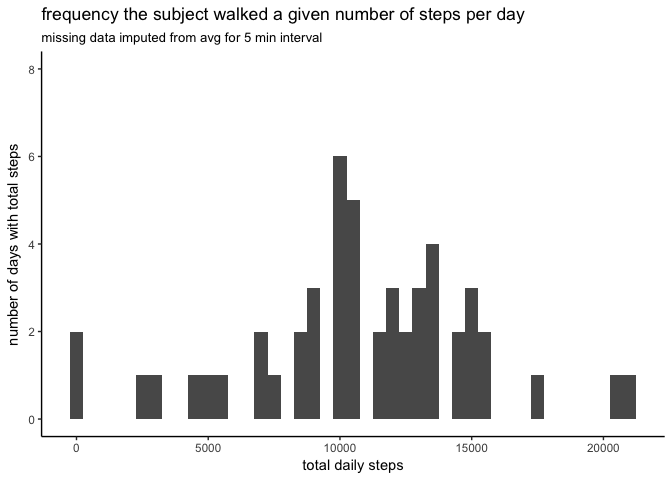 frequency the subject walked a given number of steps per day
missing data imputed from avg for 5 min interval
8
6
4
2
0
number of days with total steps
0 5000 10000 15000 20000
total daily steps